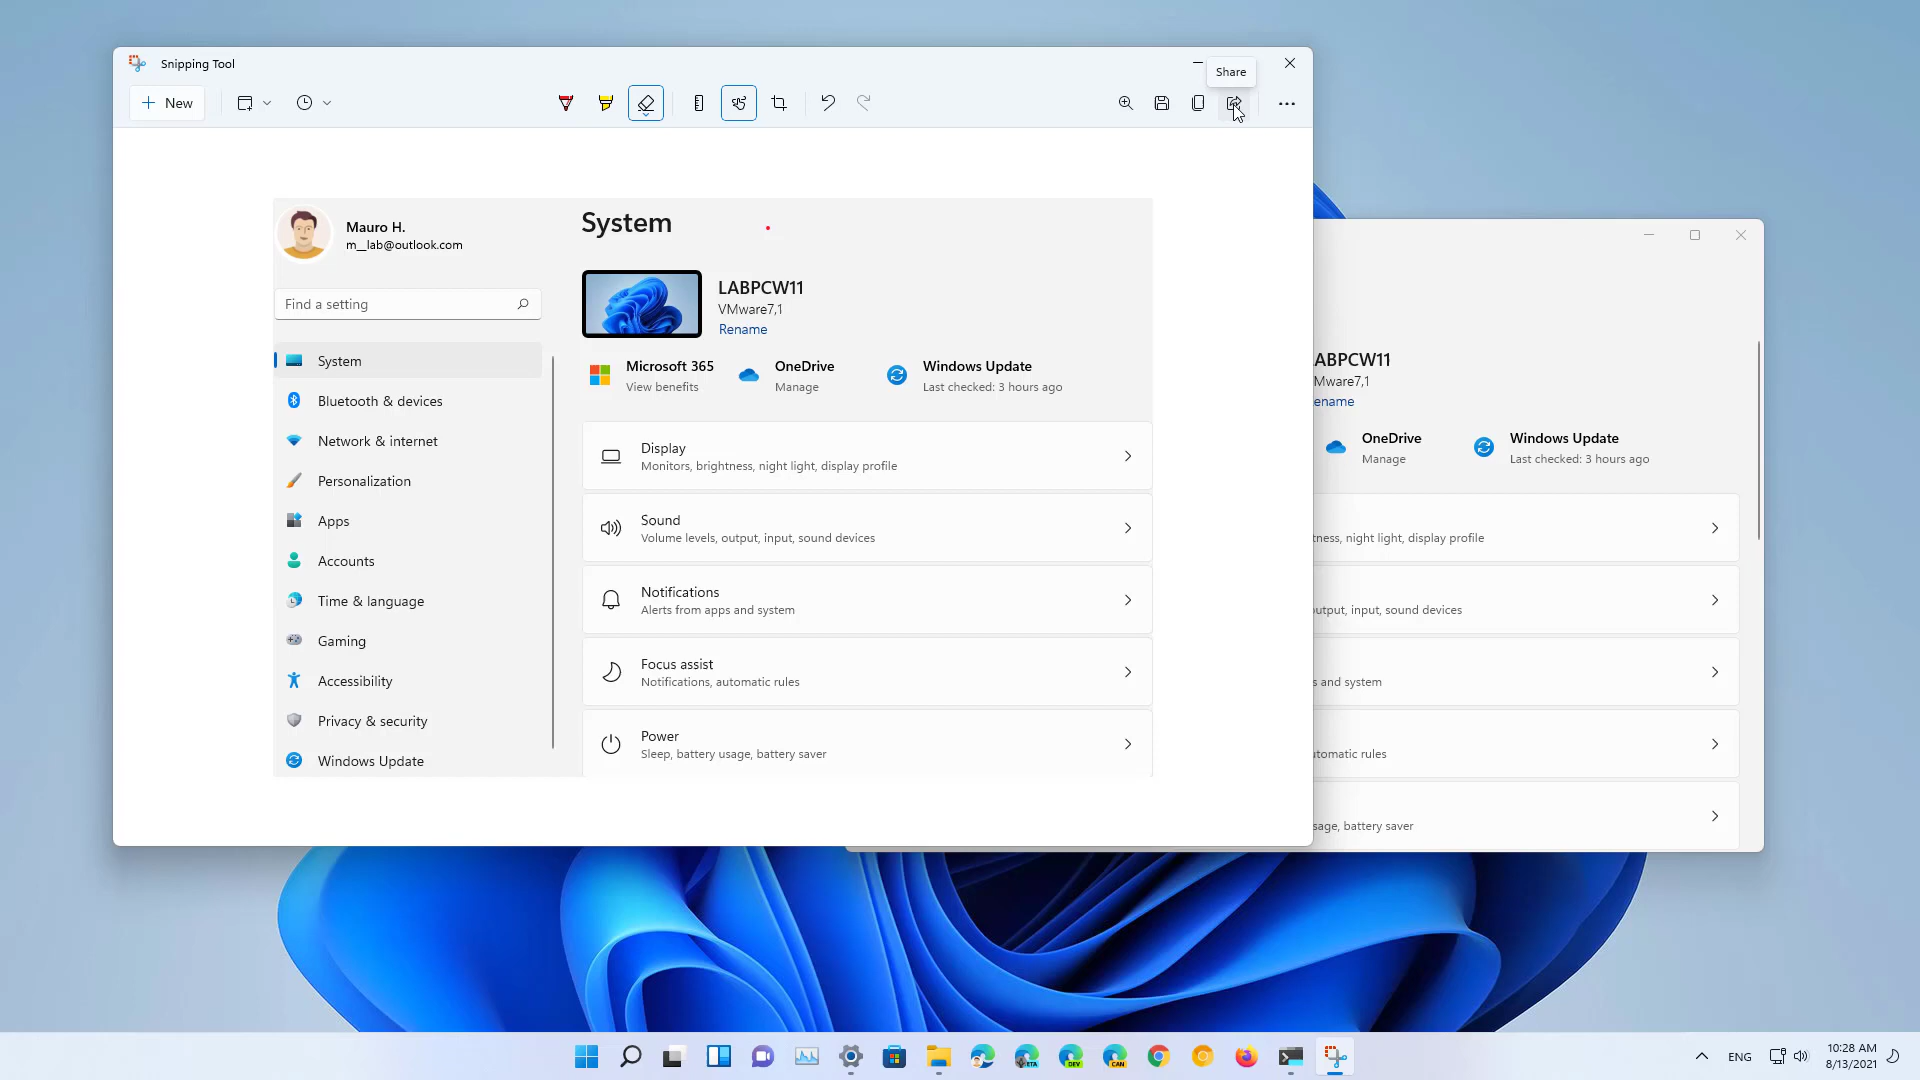 Snipping Tool
Share
New
Mauro H.
m__lab@outlook.com
Find a setting
System
Bluetooth & devices
Network & internet
Personalization
Apps
Accounts
Time & language
Gaming
Accessibility
Privacy & security
Windows Update
System
LABPCW11
VMware7,1
Rename
Microsoft 365
View benefits
OneDrive
Manage
Windows Update
Last checked: 3 hours ago
Display
Monitors, brightness, night light, display profile
Sound
Volume levels, output, input, sound devices
Notifications
Alerts from apps and system
Focus assist
Notifications, automatic rules
Power
Sleep, battery usage, battery saver
ABPCW11
Mware7,1
ename
OneDrive
Manage
Windows Update
Last checked: 3 hours ago
tness, night light, display profile
utput, input, sound devices
s and system
utomatic rules
sage, battery saver
BETA
DEV
CAN
ENG
10:28 AM
8/13/2021